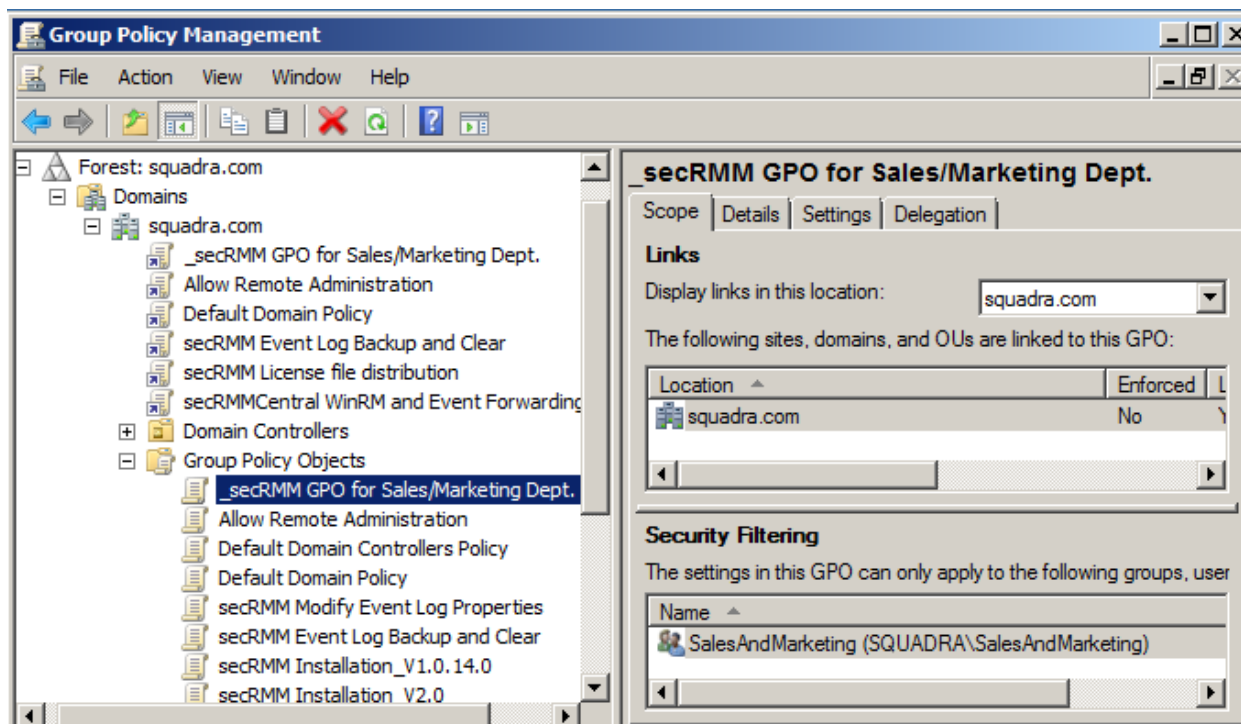 Group Policy Management
File Action View Window Help
Forest: squadra.com
Domains
squadra.com
_secRMM GPO for Sales/Marketing Dept.
Allow Remote Administration
Default Domain Policy
secRMM Event Log Backup and Clear
secRMM License file distribution
secRMMCentral WinRM and Event Forwarding
Domain Controllers
Group Policy Objects
_secRMM GPO for Sales/Marketing Dept.
Allow Remote Administration
Default Domain Controllers Policy
Default Domain Policy
secRMM Modify Event Log Properties
secRMM Event Log Backup and Clear
secRMM Installation_V1.0.14.0
secRMM Installation_V2.0
_secRMM GPO for Sales/Marketing Dept.
Scope Details Settings Delegation
Links
Display links in this location: squadra.com
The following sites, domains, and OUs are linked to this GPO:
Location Enforced L
squadra.com No Y
Security Filtering
The settings in this GPO can only apply to the following groups, user
Name
SalesAndMarketing (SQUADRA\SalesAndMarketing)